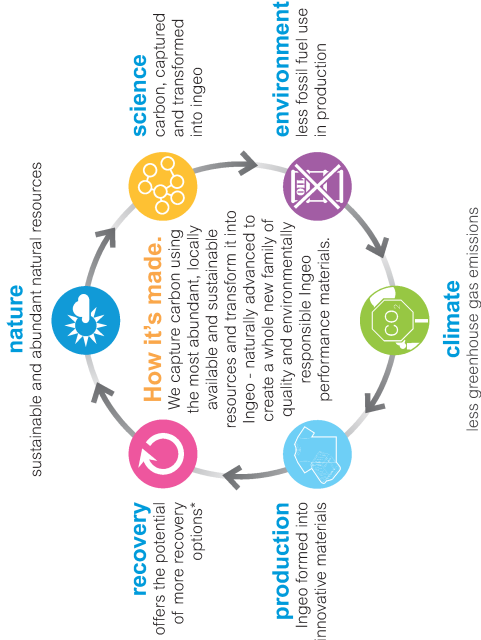 nature
sustainable and abundant natural resources
science
carbon, captured
and transformed
into ingeo
environment
less fossil fuel use
in production
OIL
climate
less greenhouse gas emissions
CO2
production
Ingeo formed into
innovative materials
recovery
offers the potential
of more recovery
options*
How it's made.
We capture carbon using
the most abundant, locally
available and sustainable
resources and transform it into
Ingeo - naturally advanced to
create a whole new family of
quality and environmentally
responsible Ingeo
performance materials.